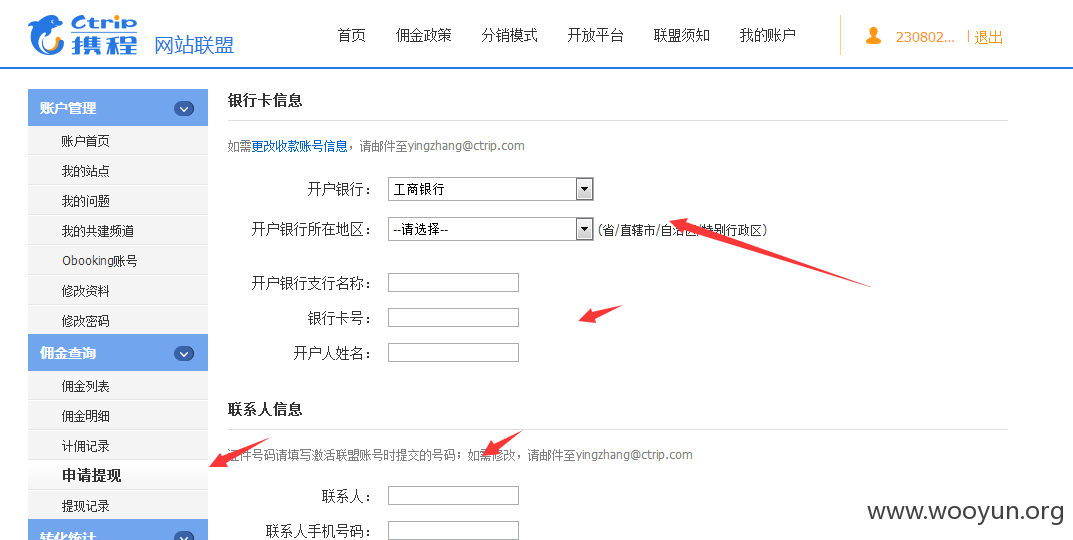 Ctrip
携程 网站联盟
首页 佣金政策 分销模式 开放平台 联盟须知 我的账户
230802... | 退出
账户管理
账户首页
我的站点
我的问题
我的共建频道
Obooking账号
修改资料
修改密码
佣金查询
佣金列表
佣金明细
计佣记录
申请提现
提现记录
转化统计
银行卡信息
如需更改收款账号信息，请邮件至yingzhang@ctrip.com
开户银行： 工商银行
开户银行所在地区： --请选择-- (省/直辖市/自治区/特别行政区)
开户银行支行名称：
银行卡号：
开户人姓名：
联系人信息
证件号码请填写激活联盟账号时提交的号码；如需修改，请邮件至yingzhang@ctrip.com
联系人：
联系人手机号码：
www.wooyun.org